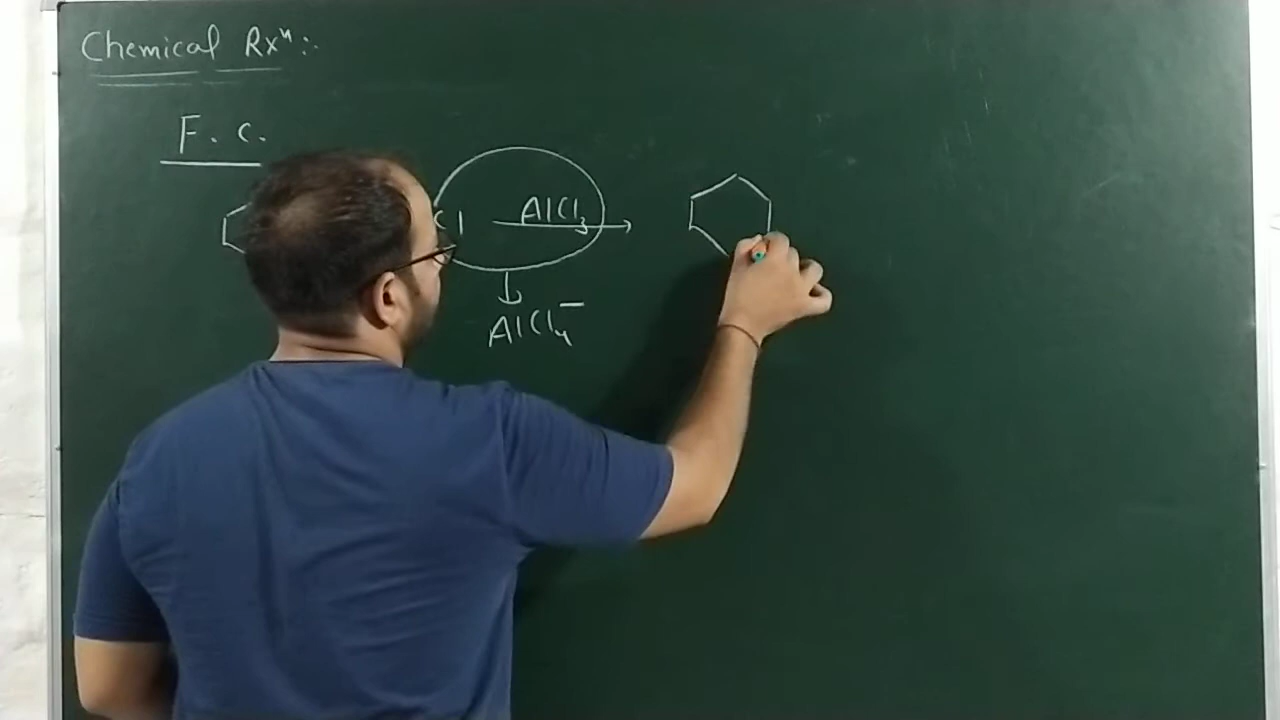 Chemical Rxⁿ :-
F. C.
Cl AlCl₃
AlCl₄⁻